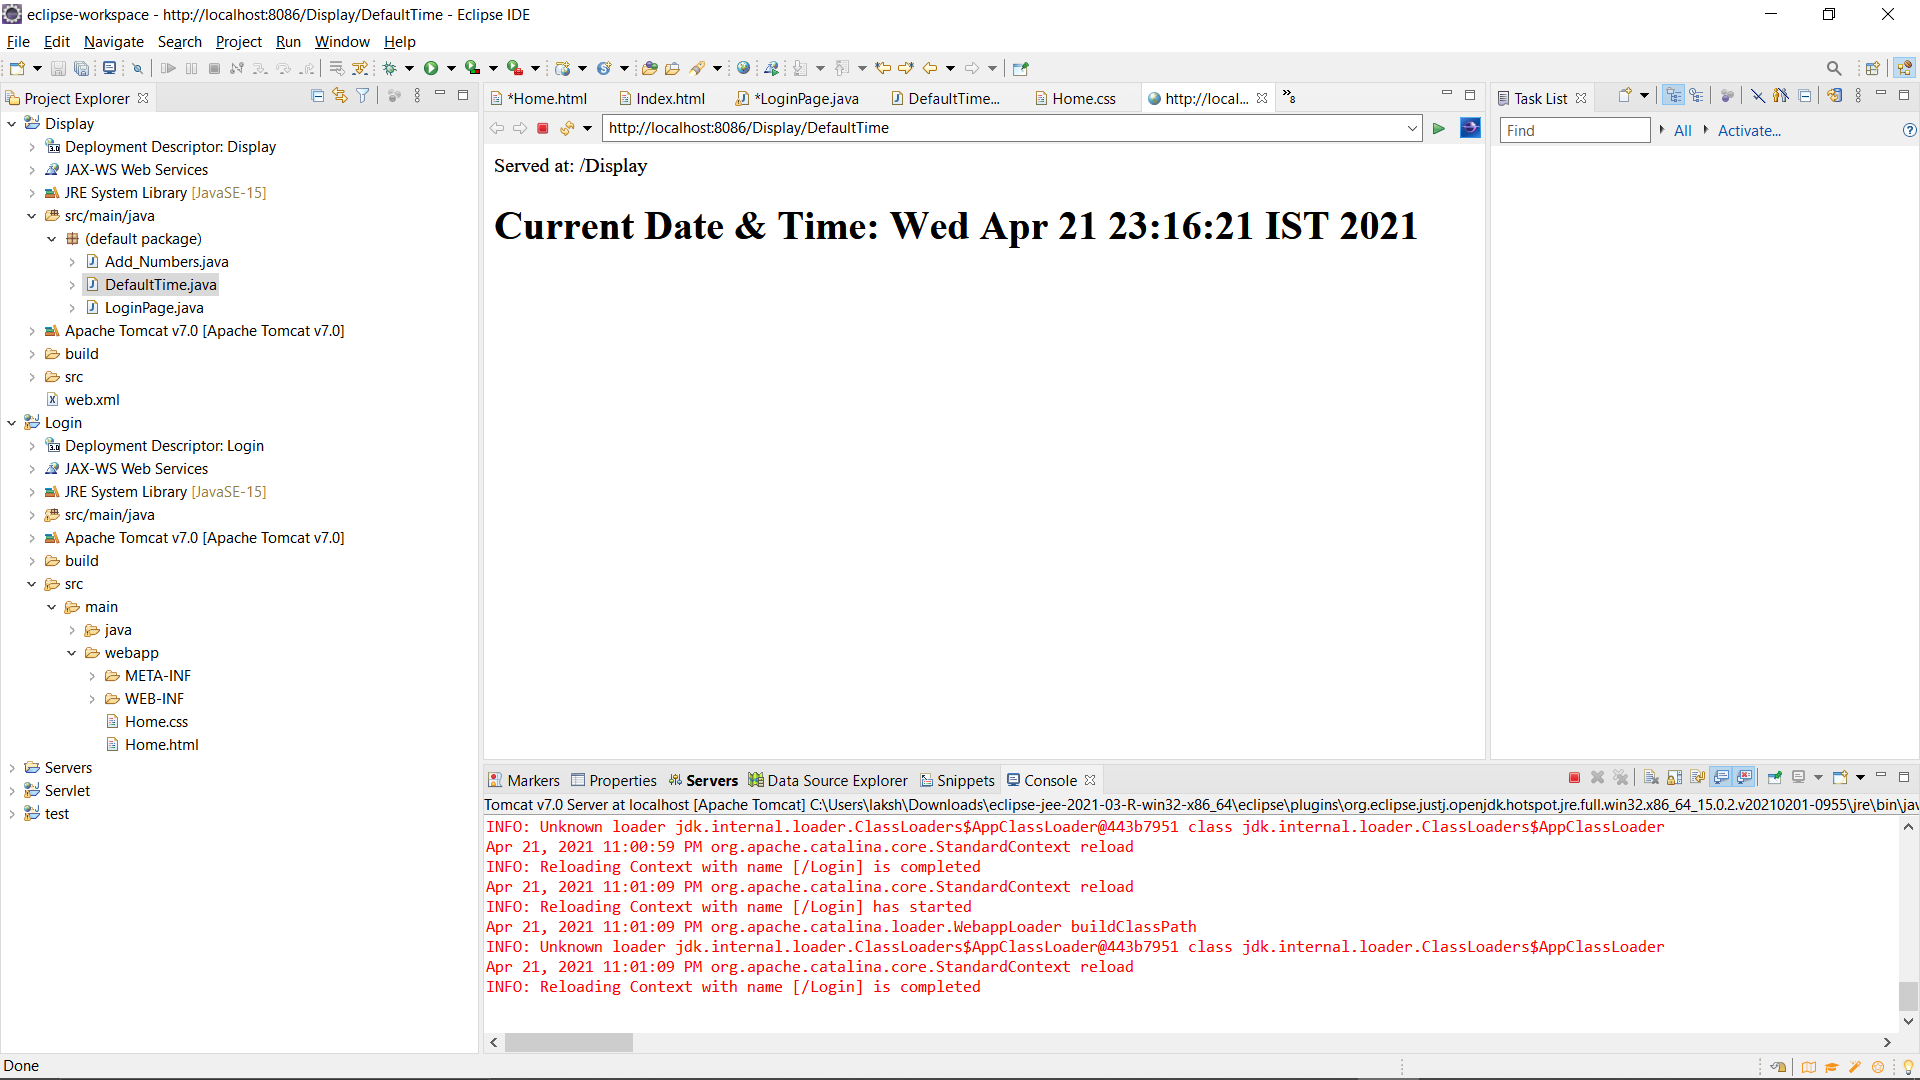 eclipse-workspace - http://localhost:8086/Display/DefaultTime - Eclipse IDE
File Edit Navigate Search Project Run Window Help
Project Explorer
Display
Deployment Descriptor: Display
JAX-WS Web Services
JRE System Library [JavaSE-15]
src/main/java
(default package)
Add_Numbers.java
DefaultTime.java
LoginPage.java
Apache Tomcat v7.0 [Apache Tomcat v7.0]
build
src
web.xml
Login
Deployment Descriptor: Login
JAX-WS Web Services
JRE System Library [JavaSE-15]
src/main/java
Apache Tomcat v7.0 [Apache Tomcat v7.0]
build
src
main
java
webapp
META-INF
WEB-INF
Home.css
Home.html
Servers
Servlet
test
*Home.html Index.html *LoginPage.java DefaultTime... Home.css http://local... »8
http://localhost:8086/Display/DefaultTime
Served at: /Display
Current Date & Time: Wed Apr 21 23:16:21 IST 2021
Task List
Find All Activate...
Markers Properties Servers Data Source Explorer Snippets Console
Tomcat v7.0 Server at localhost [Apache Tomcat] C:\Users\laksh\Downloads\eclipse-jee-2021-03-R-win32-x86_64\eclipse\plugins\org.eclipse.justj.openjdk.hotspot.jre.full.win32.x86_64_15.0.2.v20210201-0955\jre\bin\jav
INFO: Unknown loader jdk.internal.loader.ClassLoaders$AppClassLoader@443b7951 class jdk.internal.loader.ClassLoaders$AppClassLoader
Apr 21, 2021 11:00:59 PM org.apache.catalina.core.StandardContext reload
INFO: Reloading Context with name [/Login] is completed
Apr 21, 2021 11:01:09 PM org.apache.catalina.core.StandardContext reload
INFO: Reloading Context with name [/Login] has started
Apr 21, 2021 11:01:09 PM org.apache.catalina.loader.WebappLoader buildClassPath
INFO: Unknown loader jdk.internal.loader.ClassLoaders$AppClassLoader@443b7951 class jdk.internal.loader.ClassLoaders$AppClassLoader
Apr 21, 2021 11:01:09 PM org.apache.catalina.core.StandardContext reload
INFO: Reloading Context with name [/Login] is completed
Done